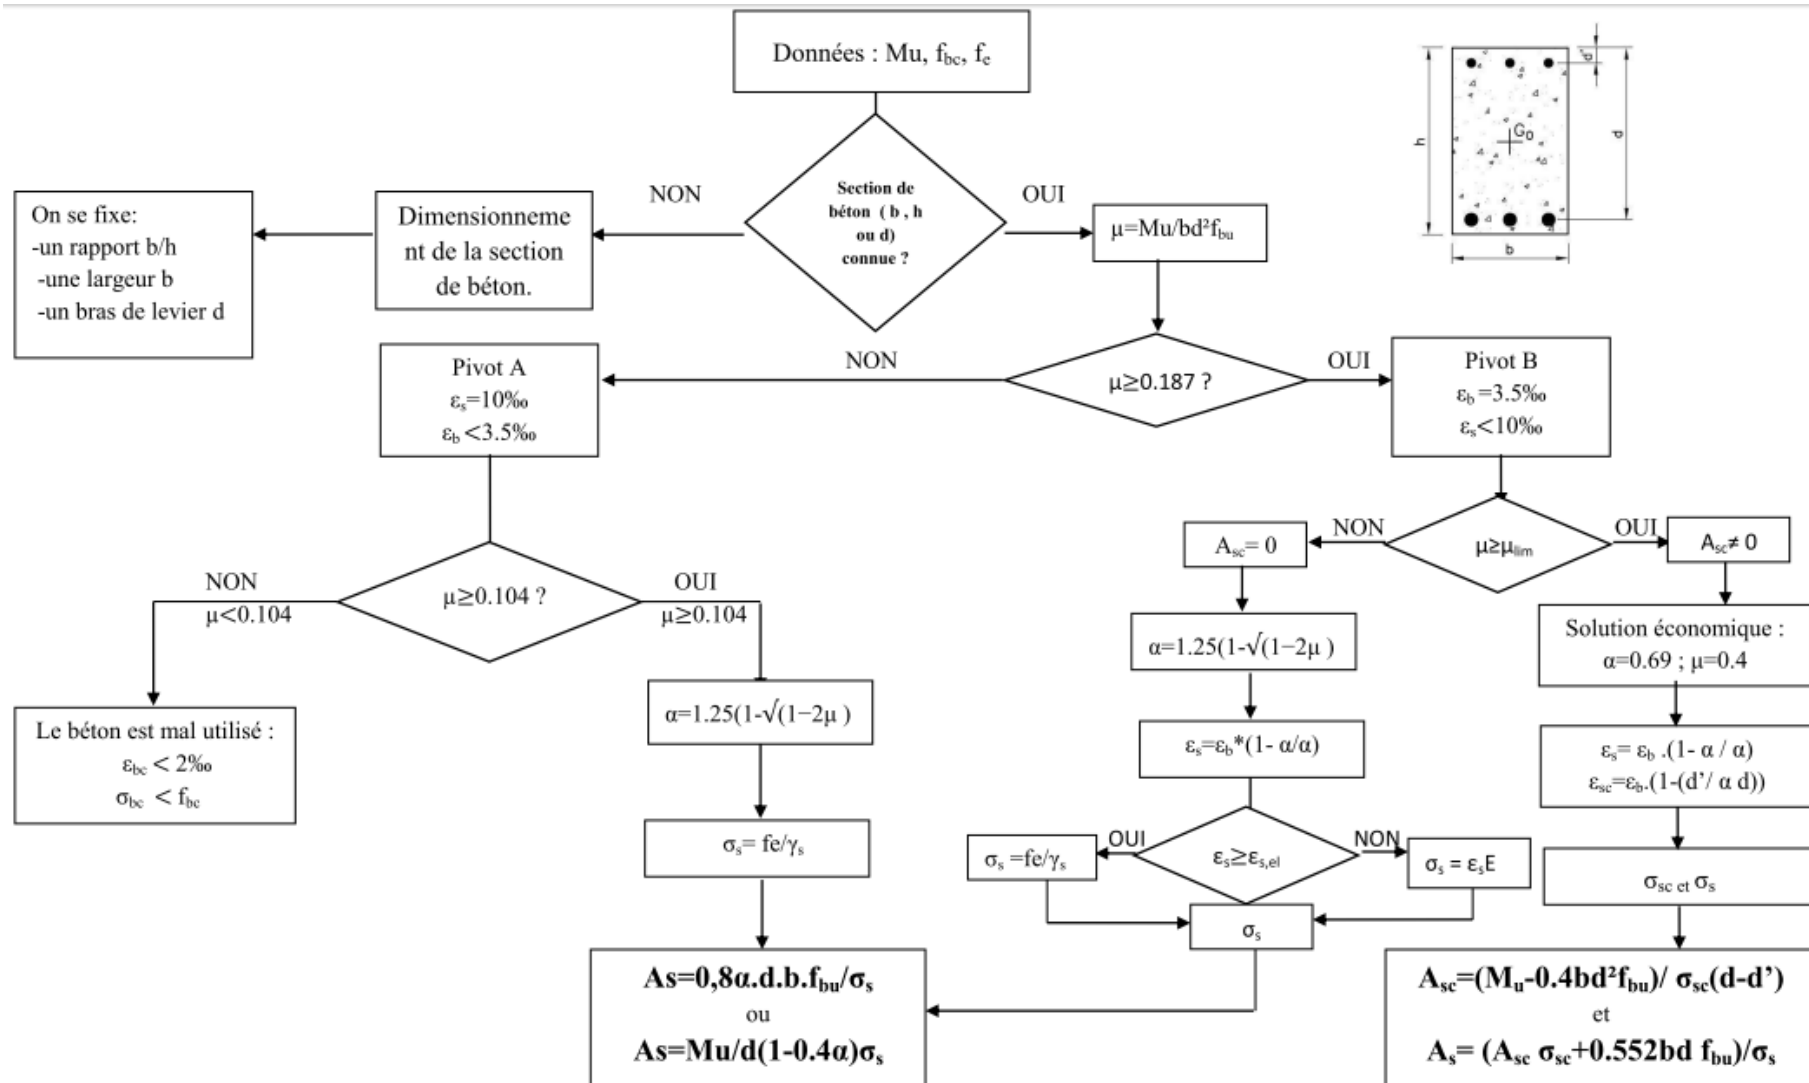 Données : Mu, fbc, fe
Section de
béton ( b , h
ou d)
connue ?
NON
OUI
On se fixe:
-un rapport b/h
-une largeur b
-un bras de levier d
Dimensionneme
nt de la section
de béton.
μ=Mu/bd²fbu
h
G0
d'
d
b
μ≥0.187 ?
NON
OUI
Pivot A
εs=10‰
εb <3.5‰
Pivot B
εb =3.5‰
εs<10‰
μ≥0.104 ?
NON
μ<0.104
OUI
μ≥0.104
Le béton est mal utilisé :
εbc < 2‰
σbc < fbc
α=1.25(1-√(1−2μ )
σs= fe/γs
μ≥μlim
NON
OUI
Asc= 0
Asc≠ 0
α=1.25(1-√(1−2μ )
εs=εb*(1- α/α)
εs≥εs,el
OUI
NON
σs =fe/γs
σs = εsE
σs
Solution économique :
α=0.69 ; μ=0.4
εs= εb .(1- α / α)
εsc=εb.(1-(d’/ α d))
σsc et σs
As=0,8α.d.b.fbu/σs
ou
As=Mu/d(1-0.4α)σs
Asc=(Mu-0.4bd²fbu)/ σsc(d-d’)
et
As= (Asc σsc+0.552bd fbu)/σs